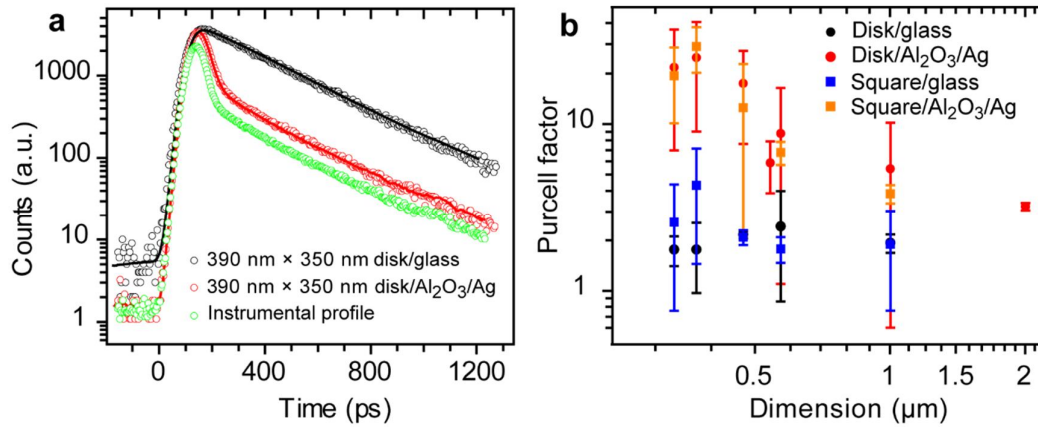 a
Counts (a.u.)
1000
100
10
1
390 nm × 350 nm disk/glass
390 nm × 350 nm disk/Al₂O₃/Ag
Instrumental profile
0 400 800 1200
Time (ps)
b
Purcell factor
10
1
Disk/glass
Disk/Al₂O₃/Ag
Square/glass
Square/Al₂O₃/Ag
0.5 1 2
Dimension (µm)